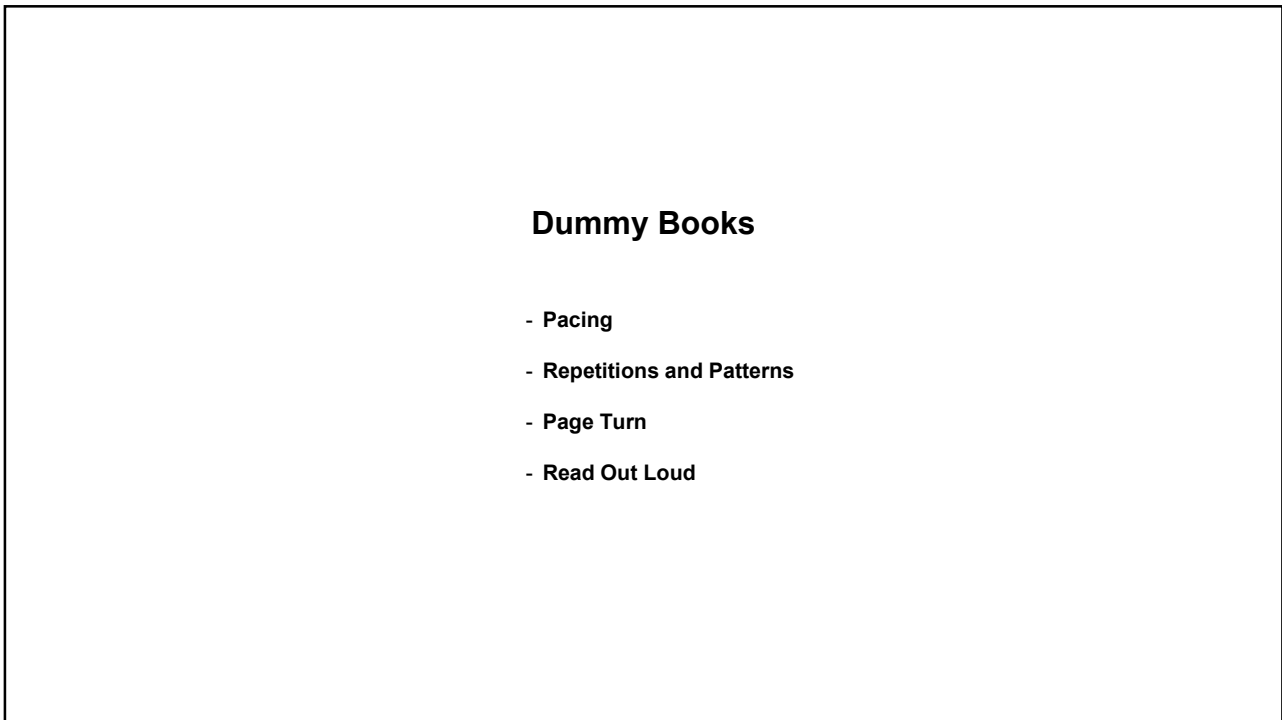 Dummy Books
- Pacing
- Repetitions and Patterns
- Page Turn
- Read Out Loud